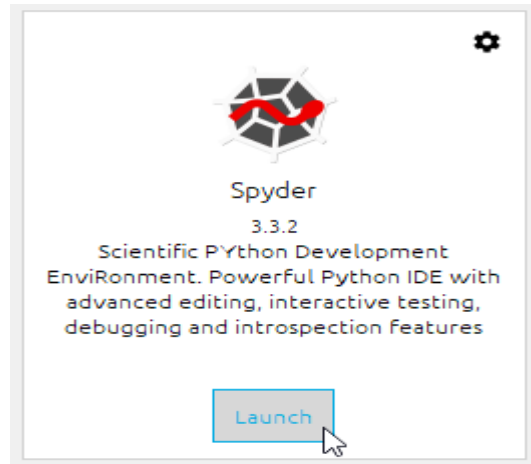 Spyder
3.3.2
Scientific PYthon Development
EnviRonment. Powerful Python IDE with
advanced editing, interactive testing,
debugging and introspection features
Launch